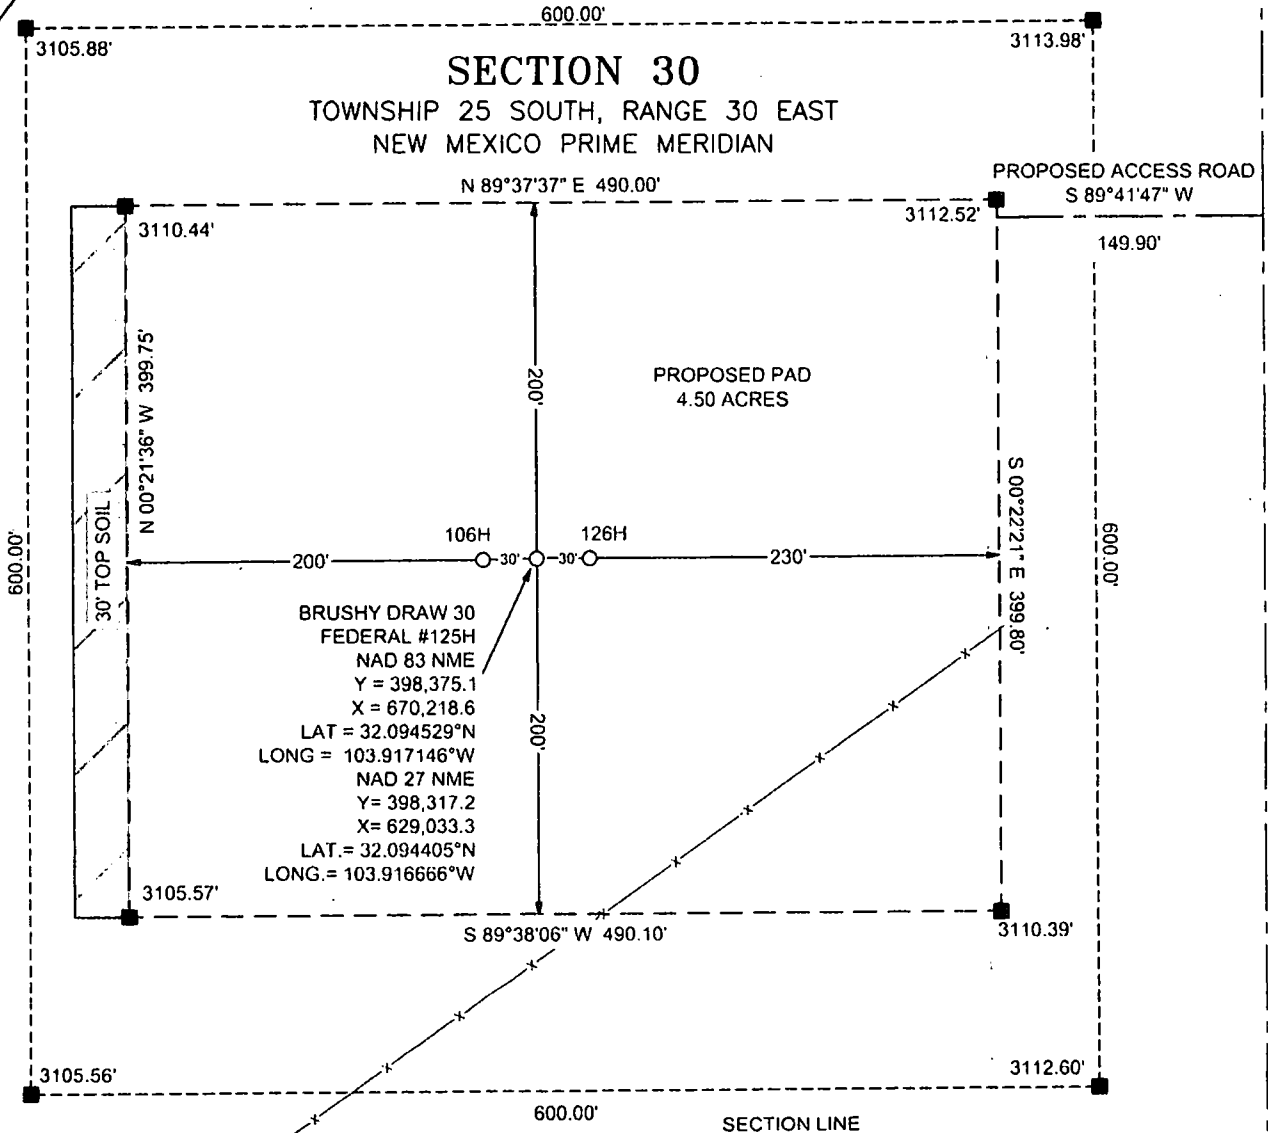 600.00'
3105.88'
3113.98'
SECTION 30
TOWNSHIP 25 SOUTH, RANGE 30 EAST
NEW MEXICO PRIME MERIDIAN
PROPOSED ACCESS ROAD
S 89°41'47" W
149.90'
N 89°37'37" E 490.00'
3110.44'
3112.52'
N 00°21'36" W 399.75'
200'
PROPOSED PAD
4.50 ACRES
30' TOP SOIL
S 00°22'21" E 399.80'
600.00'
600.00'
106H
126H
200'
30'
30'
230'
BRUSHY DRAW 30
FEDERAL #125H
NAD 83 NME
Y = 398,375.1
X = 670,218.6
LAT = 32.094529°N
LONG = 103.917146°W
NAD 27 NME
Y= 398,317.2
X= 629,033.3
LAT.= 32.094405°N
LONG.= 103.916666°W
200'
3105.57'
3110.39'
S 89°38'06" W 490.10'
3105.56'
3112.60'
600.00'
SECTION LINE